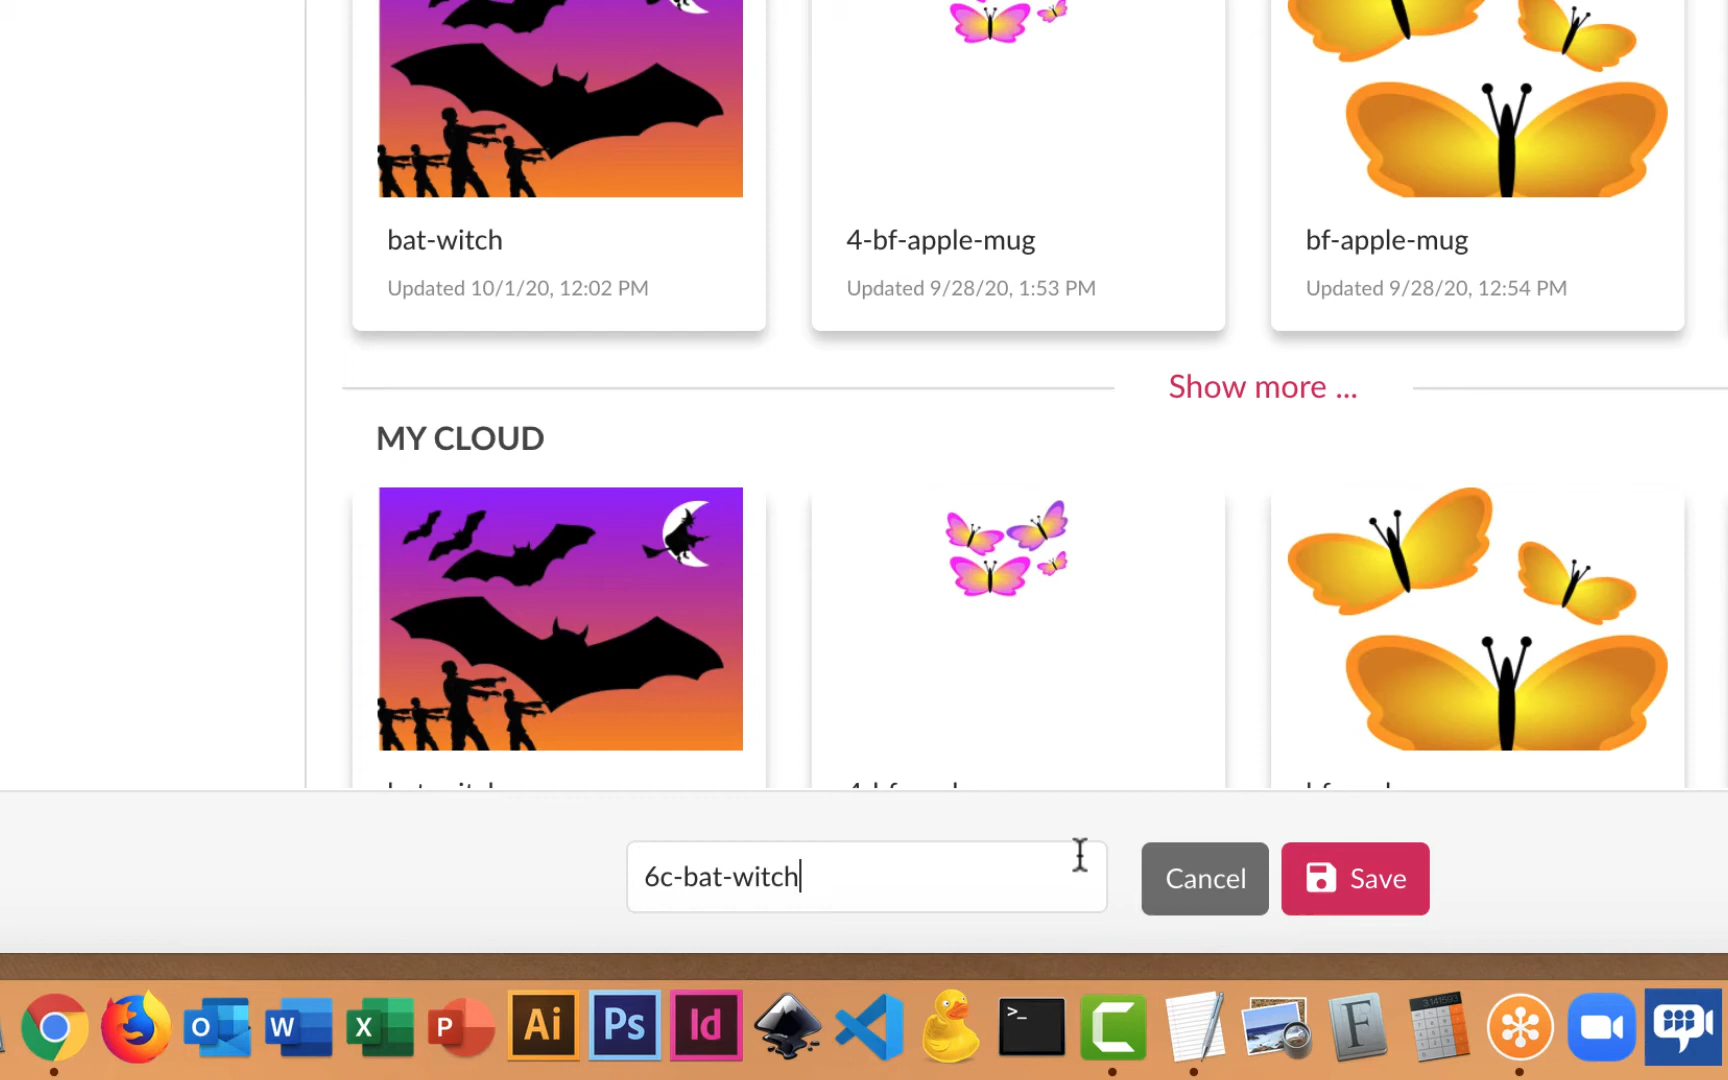 bat-witch
Updated 10/1/20, 12:02 PM
4-bf-apple-mug
Updated 9/28/20, 1:53 PM
bf-apple-mug
Updated 9/28/20, 12:54 PM
Show more ...
MY CLOUD
6c-bat-witch
Cancel
Save
O
W
X
P
Ai
Ps
Id
>_
C
F
3.141593